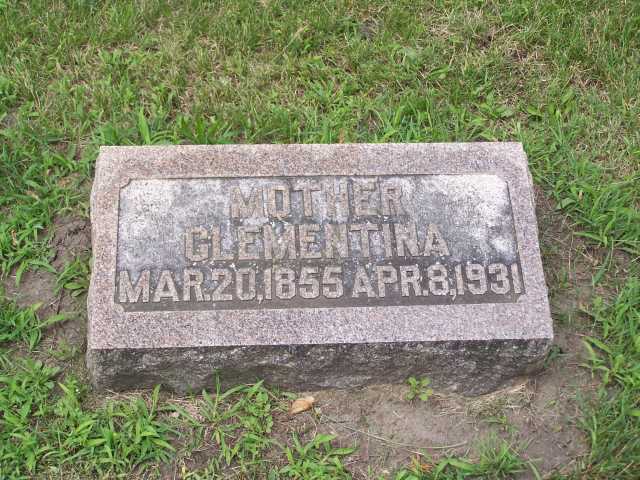 MOTHER
CLEMENTINA
MAR.20,1855 APR.8,1931